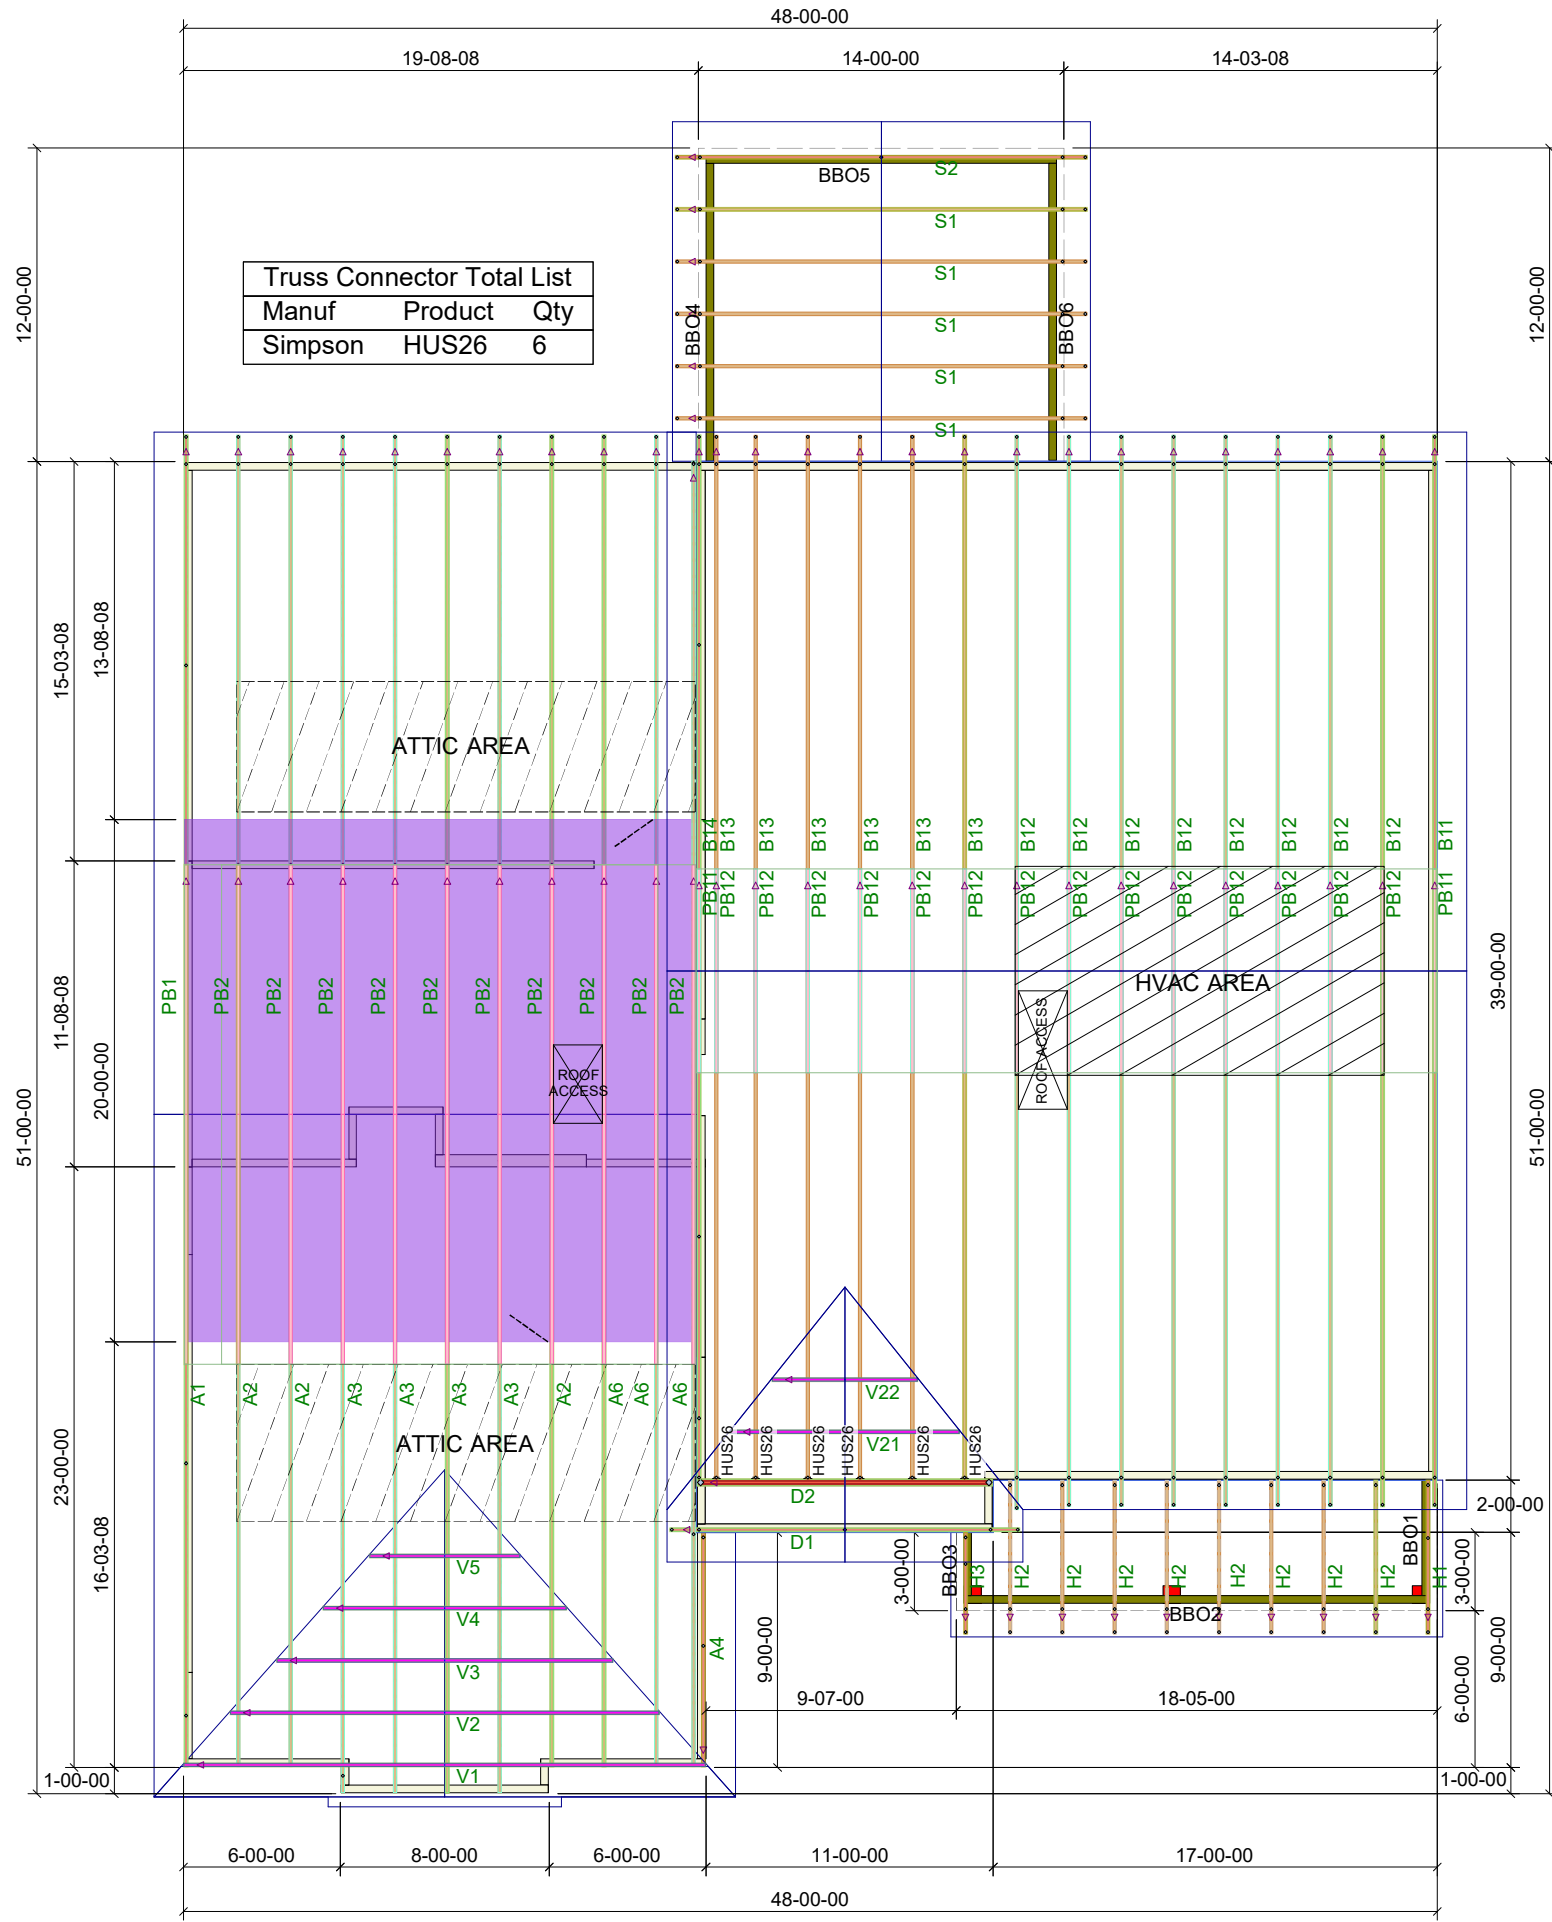 48-00-00
19-08-08
14-00-00
14-03-08
12-00-00
12-00-00
S2
BBO5
S1
S1
S1
S1
S1
BBO4
BBO6
Truss Connector Total List
Manuf Product Qty
Simpson HUS26 6
15-03-08
13-08-08
ATTIC AREA
B14
B13
B13
B13
B13
B13
B13
B12
B12
B12
B12
B12
B12
B12
B12
B11
PB11
PB12
PB12
PB12
PB12
PB12
PB12
PB12
PB12
PB12
PB12
PB12
PB12
PB12
PB12
PB11
HVAC AREA
ROOF ACCESS
39-00-00
PB1
PB2
PB2
PB2
PB2
PB2
PB2
PB2
PB2
PB2
PB2
11-08-08
20-00-00
51-00-00
51-00-00
ROOF
ACCESS
A1
A2
A2
A3
A3
A3
A3
A2
A6
A6
A6
ATTIC AREA
V22
V21
HUS26
HUS26
HUS26
HUS26
HUS26
HUS26
D2
D1
23-00-00
16-03-08
2-00-00
3-00-00
3-00-00
BBO3
BBO1
BBO2
H3
H2
H2
H2
H2
H2
H2
H2
H2
H1
V5
V4
V3
V2
V1
A4
9-00-00
9-07-00
18-05-00
6-00-00
9-00-00
1-00-00
1-00-00
6-00-00
8-00-00
6-00-00
11-00-00
17-00-00
48-00-00